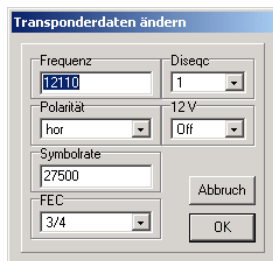 Transponderdaten ändern
Frequenz
12110
Diseqc
1
Polarität
hor
12 V
Off
Symbolrate
27500
FEC
3/4
Abbruch
OK